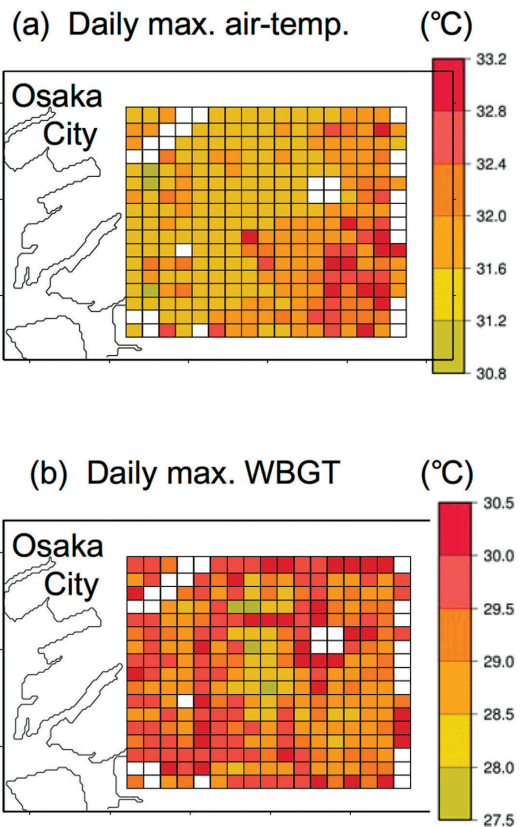 (a) Daily max. air-temp. (℃)
Osaka
City
33.2
32.8
32.4
32.0
31.6
31.2
30.8
(b) Daily max. WBGT (℃)
Osaka
City
30.5
30.0
29.5
29.0
28.5
28.0
27.5